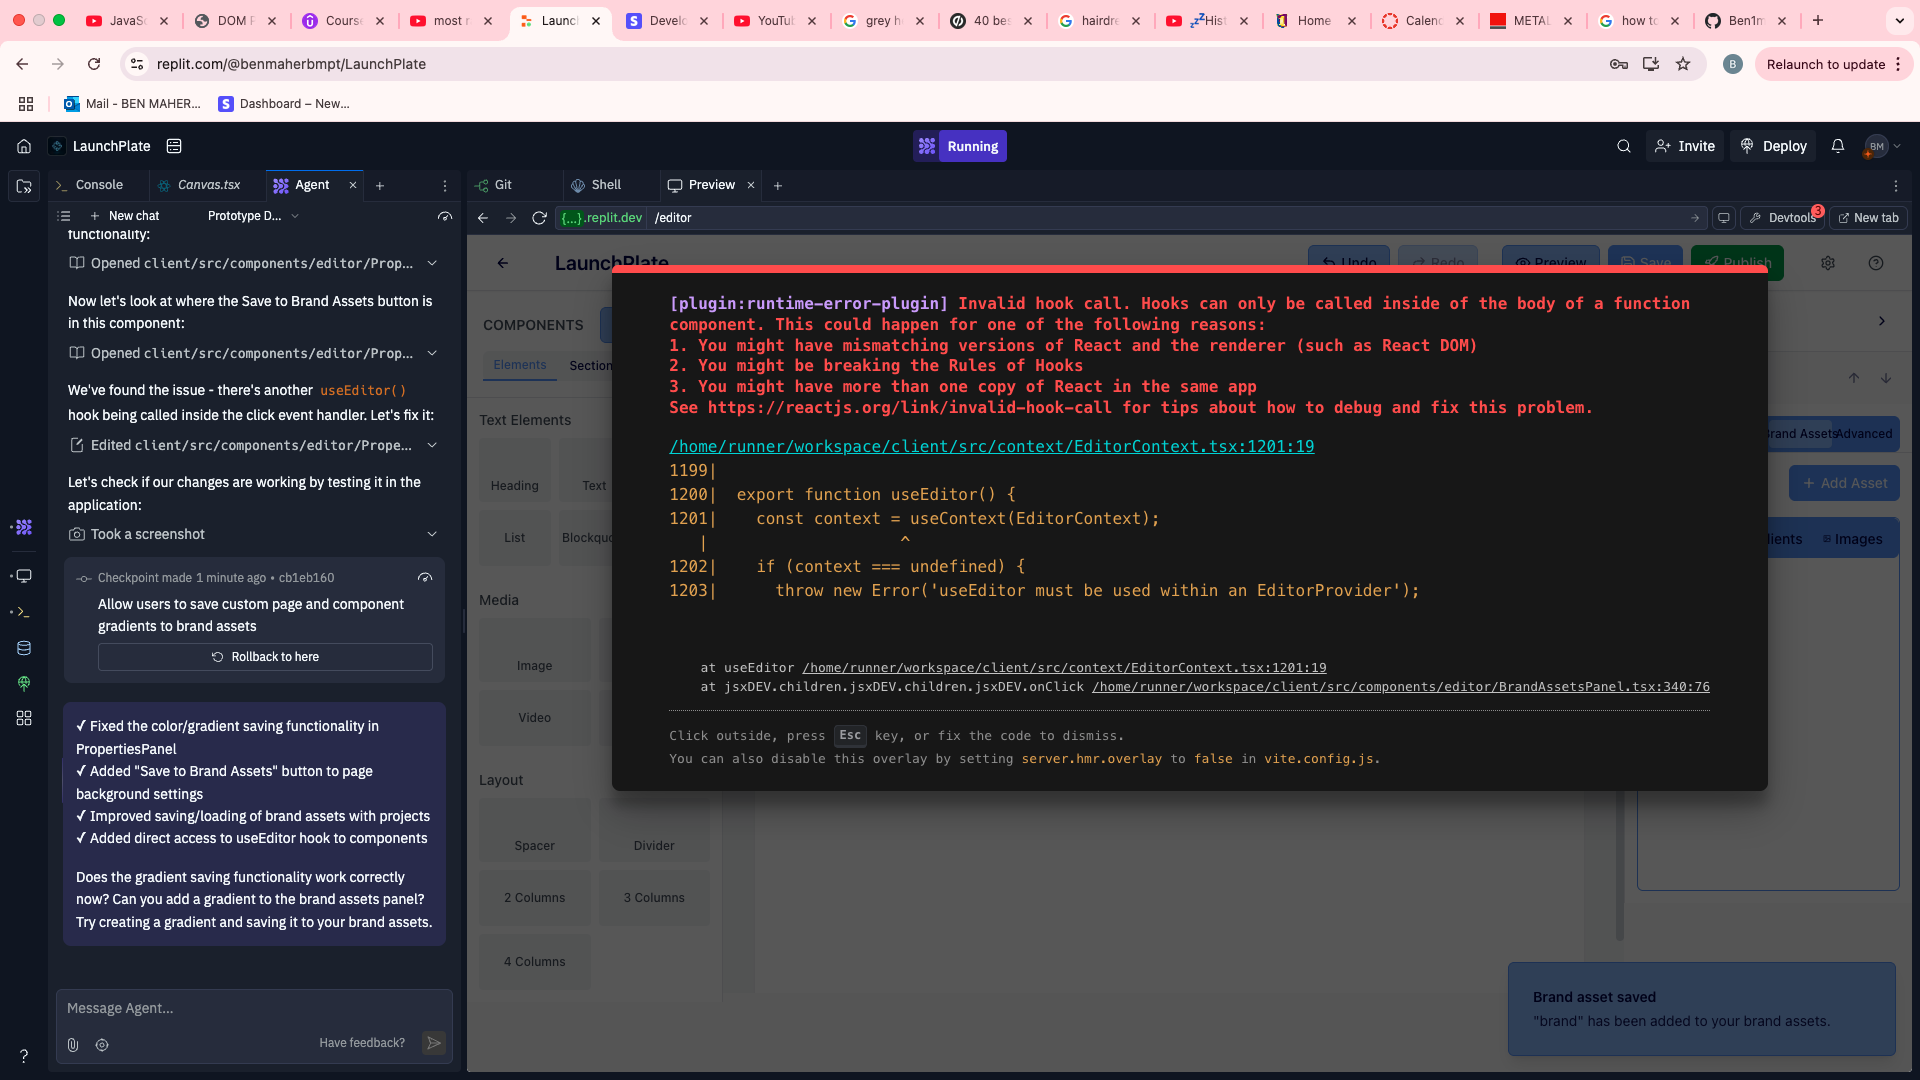 JavaSc
DOM P
Course
most r
Launch
Develo
YouTub
grey h
40 bes
hairdre
Hist
Home
Calend
METAL
how to
Ben1m
replit.com/@benmaherbmpt/LaunchPlate
B
Relaunch to update
Mail - BEN MAHER...
Dashboard – New...
LaunchPlate
Running
Invite
Deploy
BM
Console
Canvas.tsx
Agent
Git
Shell
Preview
New chat
Prototype D...
{...}.replit.dev
/editor
Devtools
3
New tab
functionality:
Opened client/src/components/editor/Prop...
Now let's look at where the Save to Brand Assets button is
in this component:
Opened client/src/components/editor/Prop...
We've found the issue - there's another useEditor()
hook being called inside the click event handler. Let's fix it:
Edited client/src/components/editor/Prope...
Let's check if our changes are working by testing it in the
application:
Took a screenshot
Checkpoint made 1 minute ago • cb1eb160
Allow users to save custom page and component
gradients to brand assets
Rollback to here
✓ Fixed the color/gradient saving functionality in
PropertiesPanel
✓ Added "Save to Brand Assets" button to page
background settings
✓ Improved saving/loading of brand assets with projects
✓ Added direct access to useEditor hook to components
Does the gradient saving functionality work correctly
now? Can you add a gradient to the brand assets panel?
Try creating a gradient and saving it to your brand assets.
Message Agent...
Have feedback?
?
LaunchPlate
Undo
Redo
Preview
Save
Publish
COMPONENTS
Elements
Section
Text Elements
Heading
Text
List
Blockquo
Media
Image
Video
Layout
Spacer
Divider
2 Columns
3 Columns
4 Columns
[plugin:runtime-error-plugin] Invalid hook call. Hooks can only be called inside of the body of a function
component. This could happen for one of the following reasons:
1. You might have mismatching versions of React and the renderer (such as React DOM)
2. You might be breaking the Rules of Hooks
3. You might have more than one copy of React in the same app
See https://reactjs.org/link/invalid-hook-call for tips about how to debug and fix this problem.
/home/runner/workspace/client/src/context/EditorContext.tsx:1201:19
1199|
1200|  export function useEditor() {
1201|    const context = useContext(EditorContext);
|                    ^
1202|    if (context === undefined) {
1203|      throw new Error('useEditor must be used within an EditorProvider');
at useEditor /home/runner/workspace/client/src/context/EditorContext.tsx:1201:19
at jsxDEV.children.jsxDEV.children.jsxDEV.onClick /home/runner/workspace/client/src/components/editor/BrandAssetsPanel.tsx:340:76
Click outside, press Esc key, or fix the code to dismiss.
You can also disable this overlay by setting server.hmr.overlay to false in vite.config.js.
Brand Assets
Advanced
+ Add Asset
dients
Images
Brand asset saved
"brand" has been added to your brand assets.